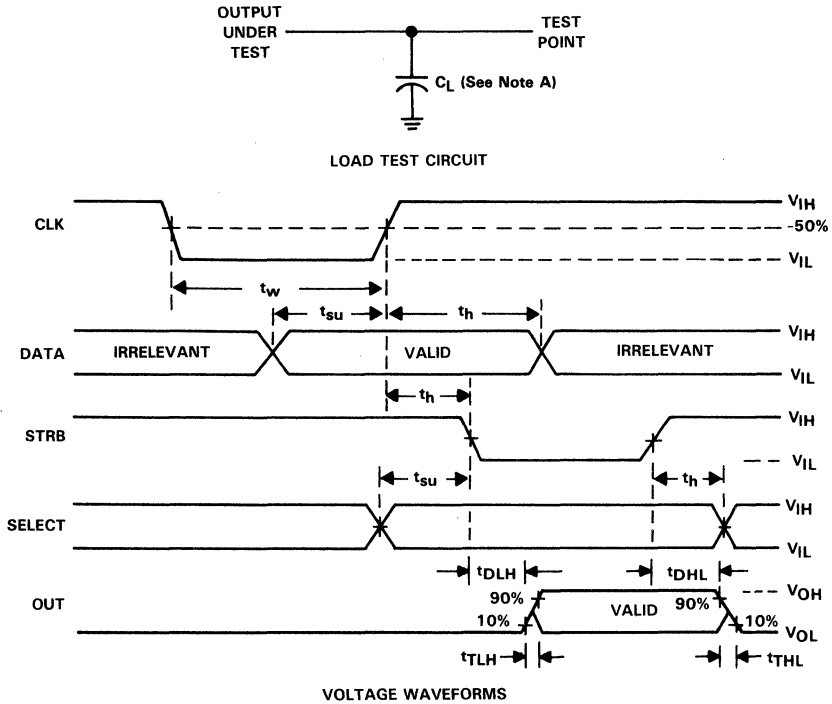 OUTPUT
UNDER
TEST
TEST
POINT
CL (See Note A)
LOAD TEST CIRCUIT
CLK
VIH
50%
VIL
tw
tsu
th
DATA
IRRELEVANT
VALID
IRRELEVANT
VIH
VIL
th
STRB
VIH
VIL
tsu
th
SELECT
VIH
VIL
tDLH
tDHL
OUT
90%
VALID
90%
VOH
10%
10%
VOL
tTLH
tTHL
VOLTAGE WAVEFORMS